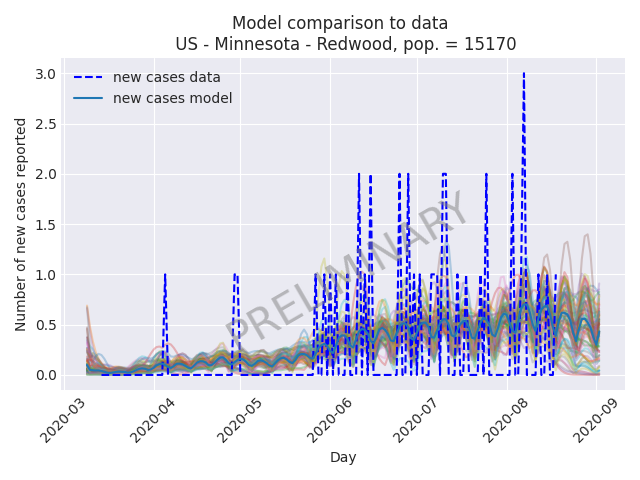 Model comparison to data
US - Minnesota - Redwood, pop. = 15170
new cases data
new cases model
Number of new cases reported
3.0
2.5
2.0
1.5
1.0
0.5
0.0
PRELIMINARY
2020-03
2020-04
2020-05
2020-06
2020-07
2020-08
2020-09
Day